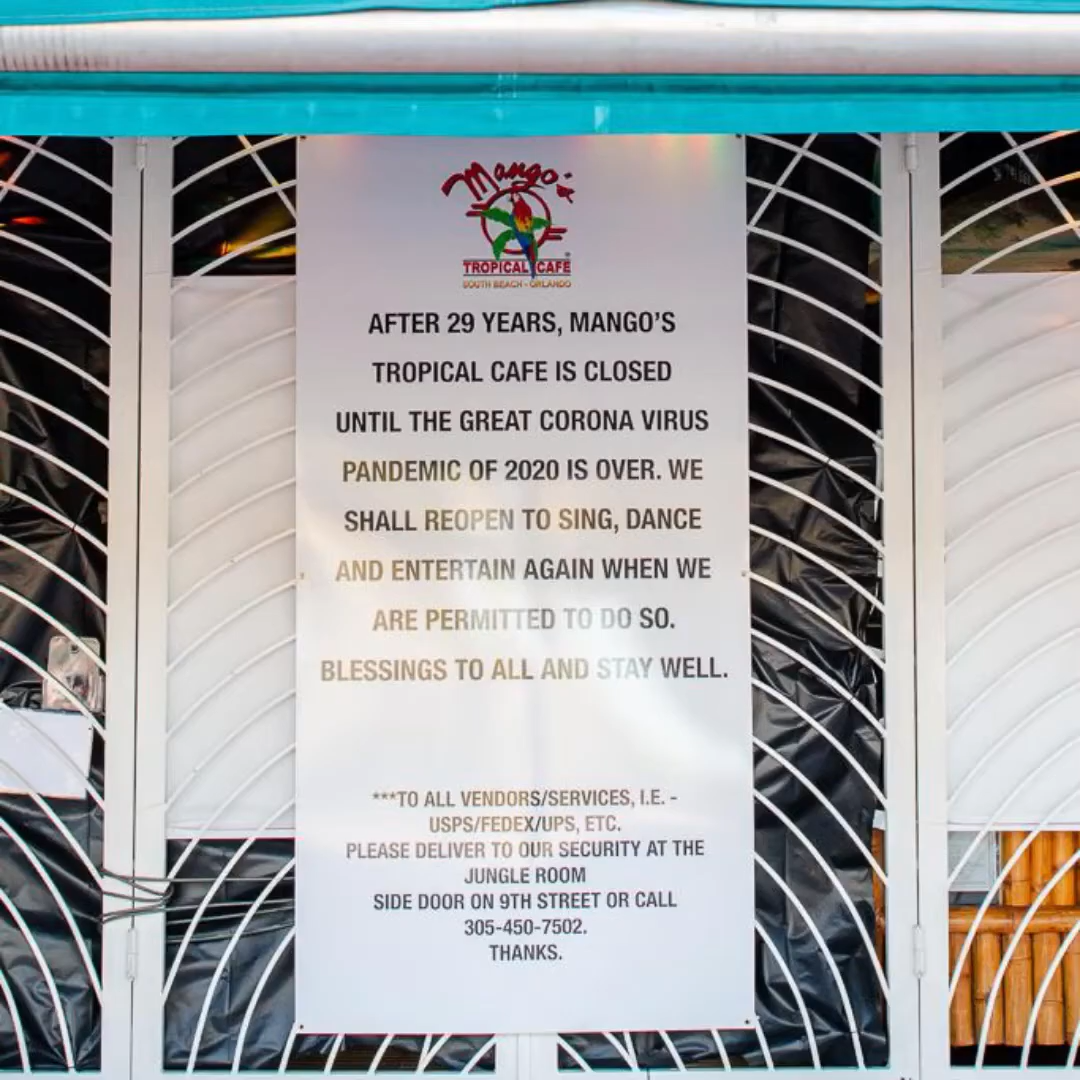 Mango's
TROPICAL CAFE
SOUTH BEACH - ORLANDO
AFTER 29 YEARS, MANGO'S
TROPICAL CAFE IS CLOSED
UNTIL THE GREAT CORONA VIRUS
PANDEMIC OF 2020 IS OVER. WE
SHALL REOPEN TO SING, DANCE
AND ENTERTAIN AGAIN WHEN WE
ARE PERMITTED TO DO SO.
BLESSINGS TO ALL AND STAY WELL.
***TO ALL VENDORS/SERVICES, I.E. -
USPS/FEDEX/UPS, ETC.
PLEASE DELIVER TO OUR SECURITY AT THE
JUNGLE ROOM
SIDE DOOR ON 9TH STREET OR CALL
305-450-7502.
THANKS.